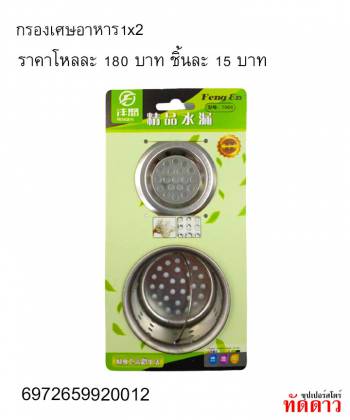 กรองเศษอาหาร1x2
ราคาโหลละ 180 บาท ชิ้นละ 15 บาท
Feng En
沣恩
精品水漏
6972659920012
ซุปเปอร์สโตร์
ทัดดาว